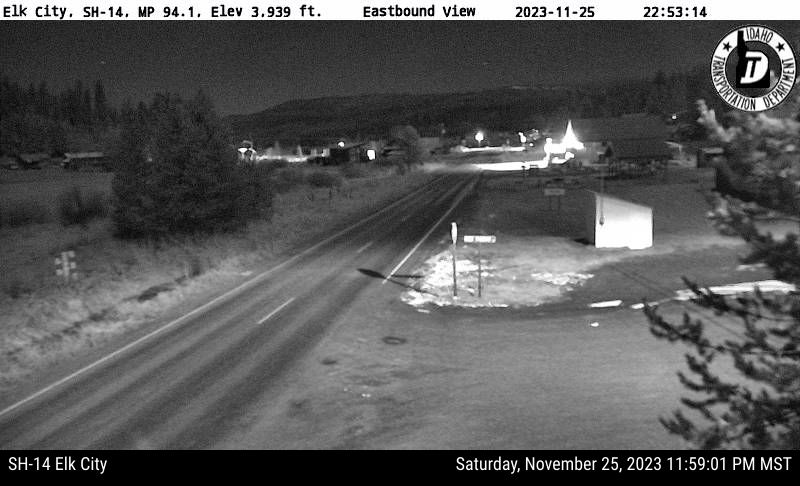 Elk City, SH-14, MP 94.1, Elev 3,939 ft. Eastbound View 2023-11-25 22:53:14
IDAHO
TRANSPORTATION DEPARTMENT
SH-14 Elk City Saturday, November 25, 2023 11:59:01 PM MST